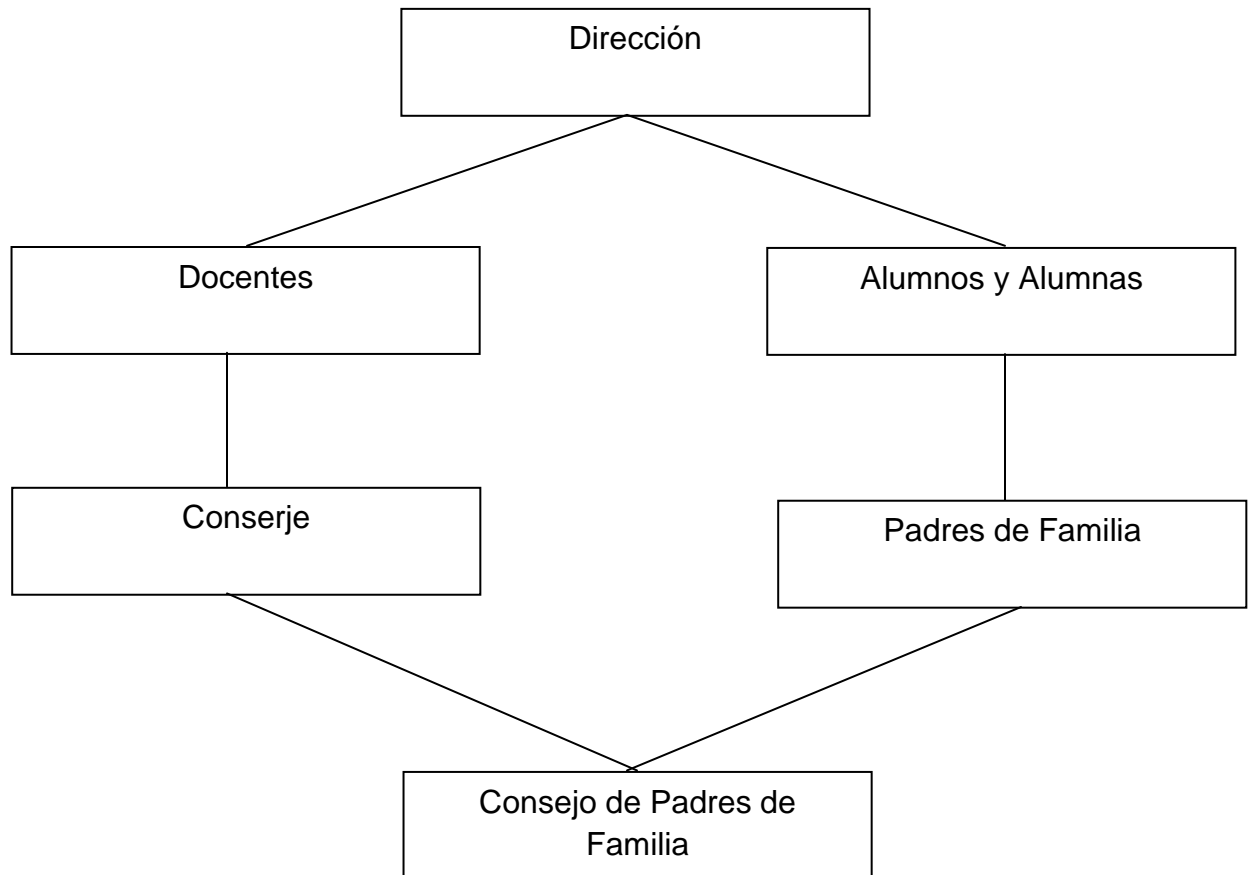 Dirección
Docentes
Alumnos y Alumnas
Conserje
Padres de Familia
Consejo de Padres de
Familia